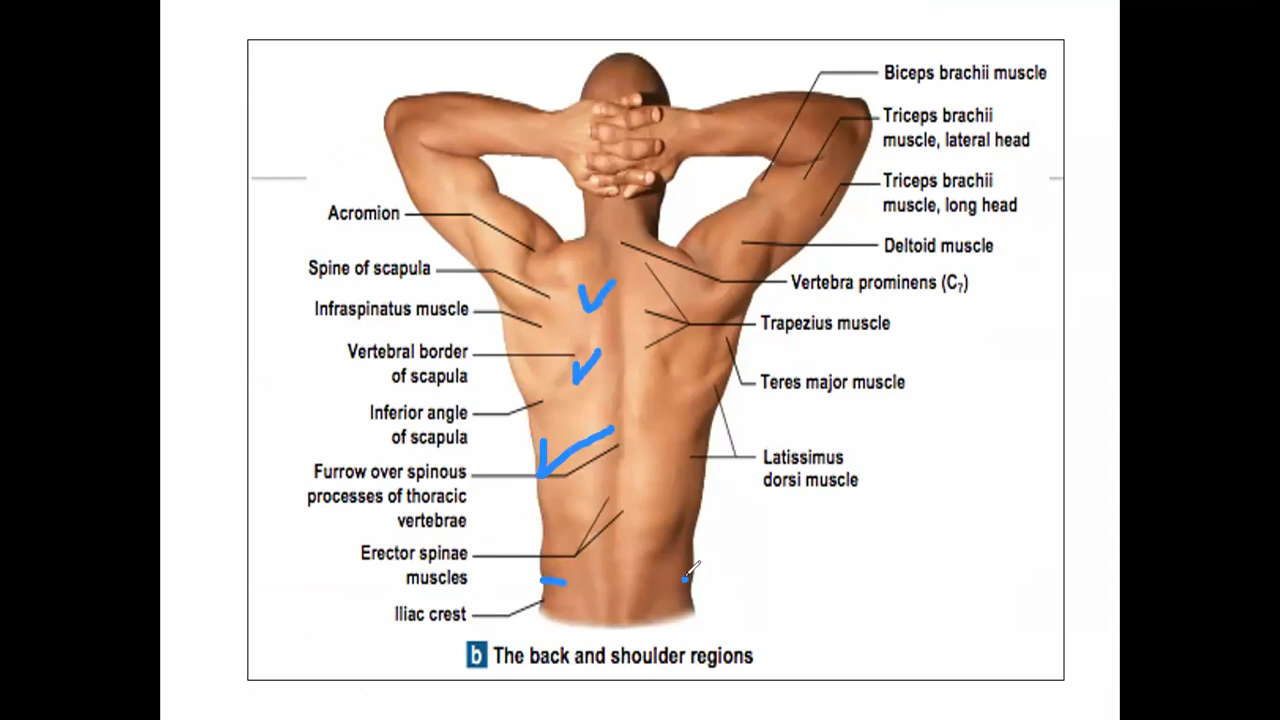 Biceps brachii muscle
Triceps brachii
muscle, lateral head
Triceps brachii
muscle, long head
Deltoid muscle
Vertebra prominens (C₇)
Trapezius muscle
Teres major muscle
Latissimus
dorsi muscle
Acromion
Spine of scapula
Infraspinatus muscle
Vertebral border
of scapula
Inferior angle
of scapula
Furrow over spinous
processes of thoracic
vertebrae
Erector spinae
muscles
Iliac crest
b The back and shoulder regions